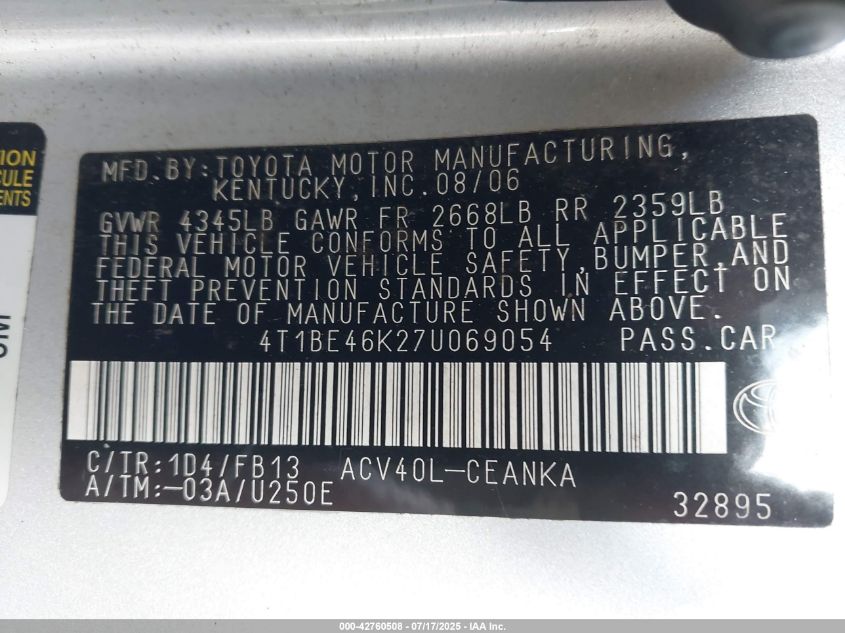 TION
CULE
ENTS
MFD.BY:TOYOTA MOTOR MANUFACTURING,
KENTUCKY,INC.08/06
GVWR 4345LB GAWR FR 2668LB RR 2359LB
THIS VEHICLE CONFORMS TO ALL APPLICABLE
FEDERAL MOTOR VEHICLE SAFETY,BUMPER,AND
THEFT PREVENTION STANDARDS IN EFFECT ON
THE DATE OF MANUFACTURE SHOWN ABOVE.
4T1BE46K27U069054 PASS.CAR
C/TR:1D4/FB13 ACV40L-CEANKA
A/TM:-03A/U250E
32895
000-42760508 | 07/17/2025 - IAA Inc.